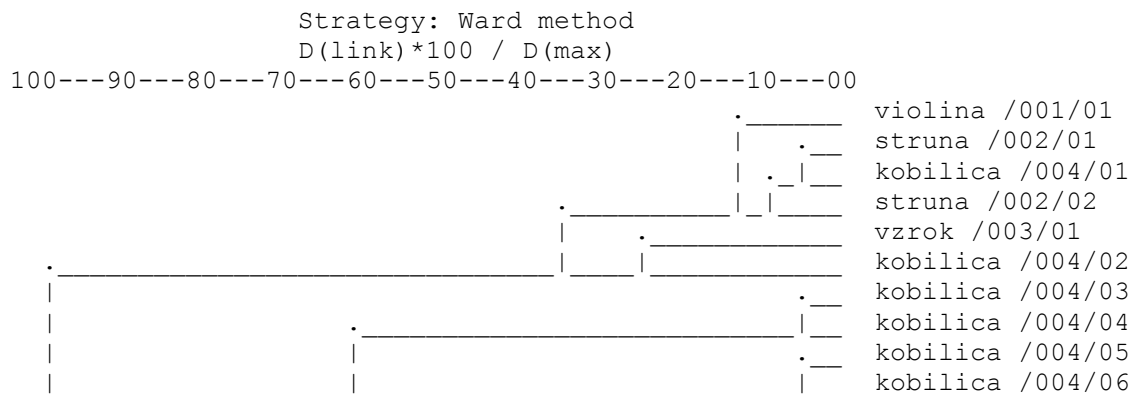 Strategy: Ward method
D(link)*100 / D(max)
100---90---80---70---60---50---40---30---20---10---00
violina /001/01
struna /002/01
kobilica /004/01
struna /002/02
vzrok /003/01
kobilica /004/02
kobilica /004/03
kobilica /004/04
kobilica /004/05
kobilica /004/06